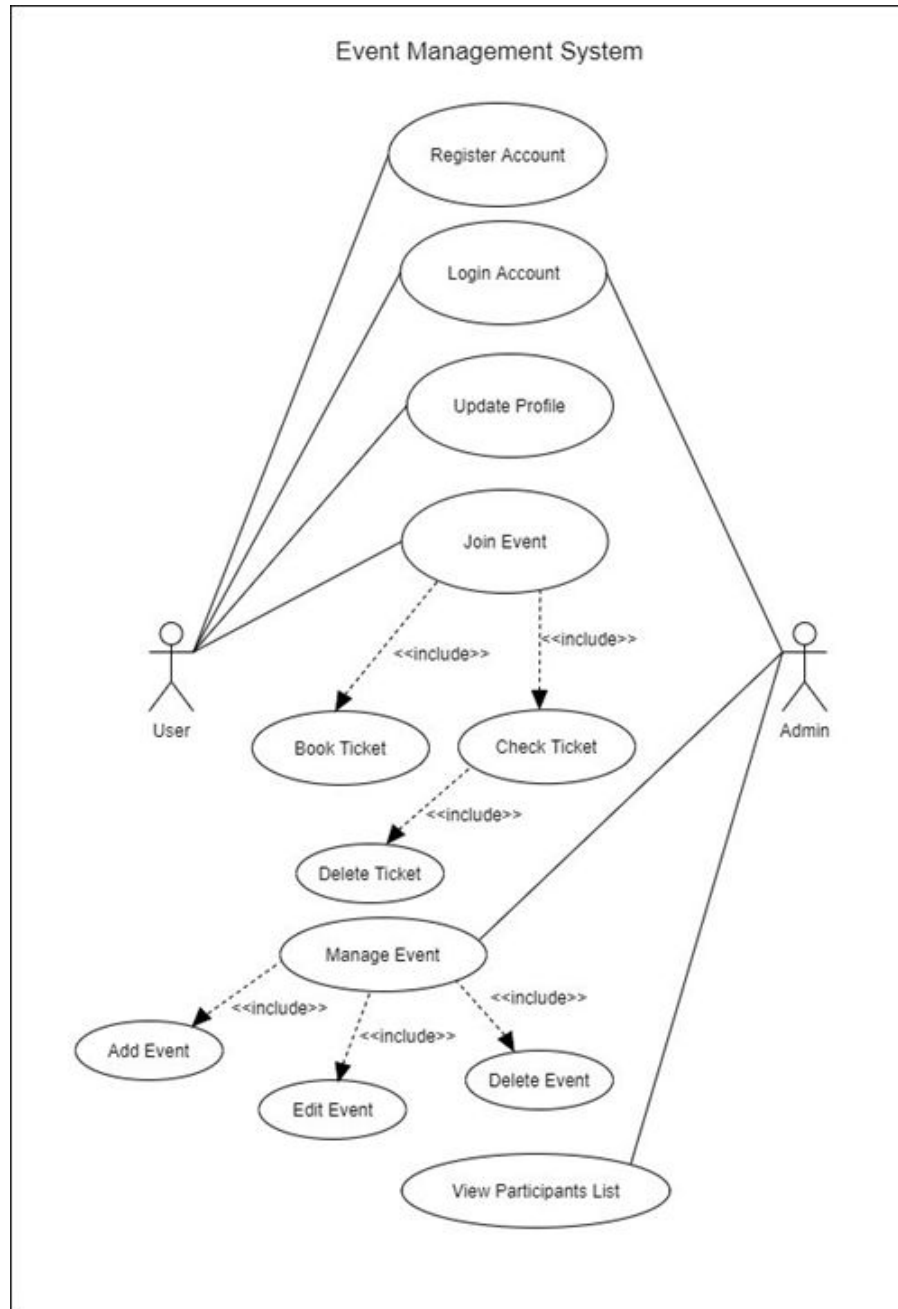 Event Management System
Register Account
Login Account
Update Profile
Join Event
<<include>>
<<include>>
User
Admin
Book Ticket
Check Ticket
<<include>>
Delete Ticket
Manage Event
<<include>>
<<include>>
<<include>>
Add Event
Edit Event
Delete Event
View Participants List